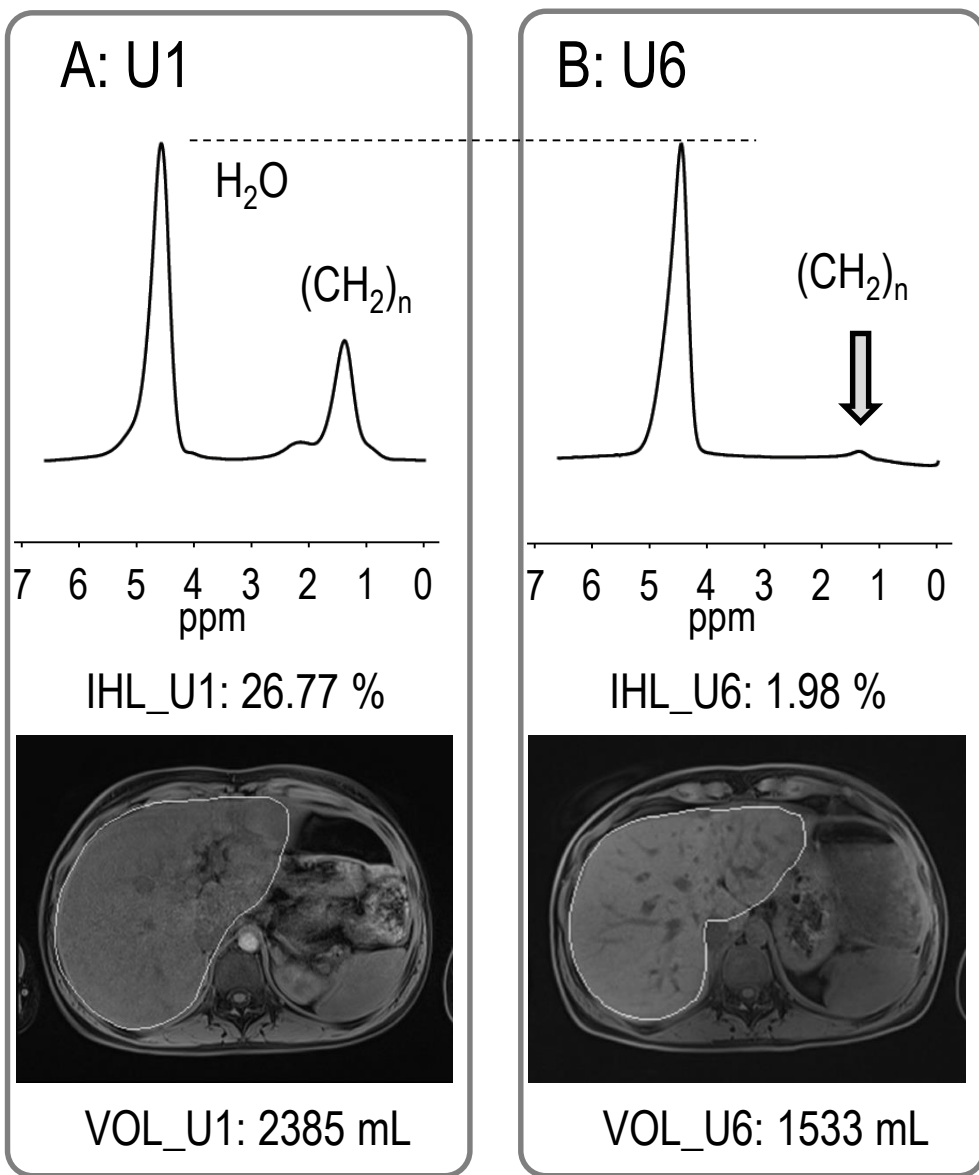 A: U1
H₂O
(CH₂)ₙ
7 6 5 4 3 2 1 0
ppm
IHL_U1: 26.77 %
VOL_U1: 2385 mL
B: U6
(CH₂)ₙ
7 6 5 4 3 2 1 0
ppm
IHL_U6: 1.98 %
VOL_U6: 1533 mL